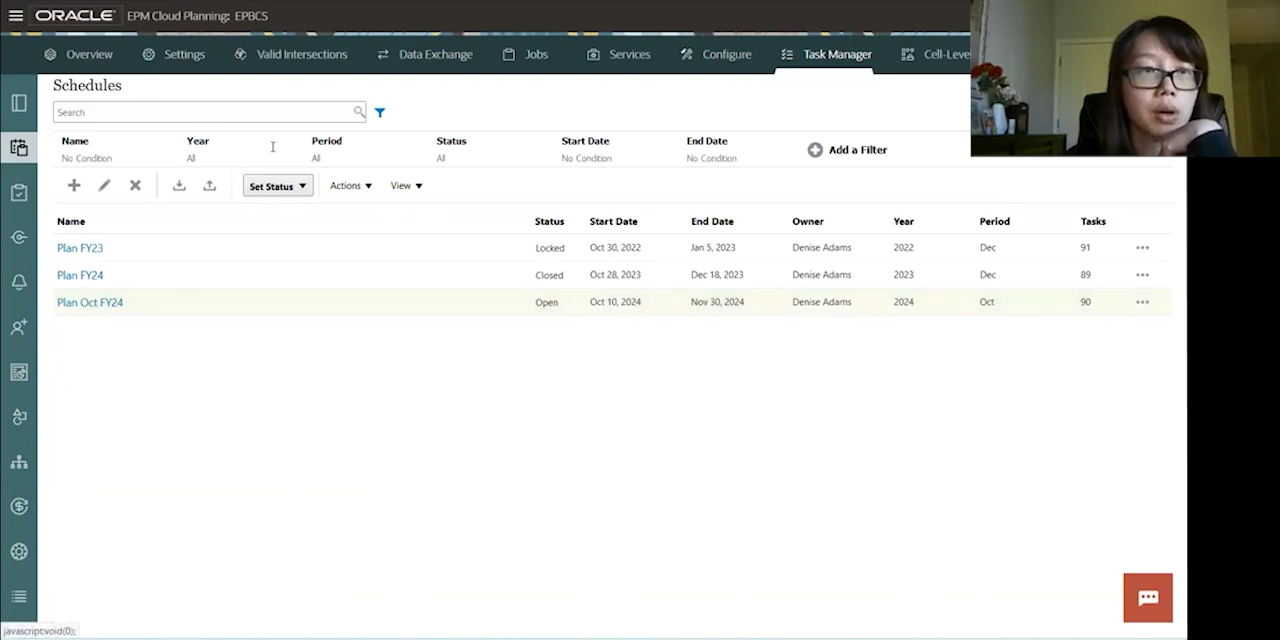 ORACLE® EPM Cloud Planning: EPBCS
Overview Settings Valid Intersections Data Exchange Jobs Services Configure Task Manager Cell-Leve
Schedules
Search
Name Year Period Status Start Date End Date
No Condition All All All No Condition No Condition
Add a Filter
Set Status Actions View
Name Status Start Date End Date Owner Year Period Tasks
Plan FY23 Locked Oct 30, 2022 Jan 5, 2023 Denise Adams 2022 Dec 91
Plan FY24 Closed Oct 28, 2023 Dec 18, 2023 Denise Adams 2023 Dec 89
Plan Oct FY24 Open Oct 10, 2024 Nov 30, 2024 Denise Adams 2024 Oct 90
javascript:void(0);